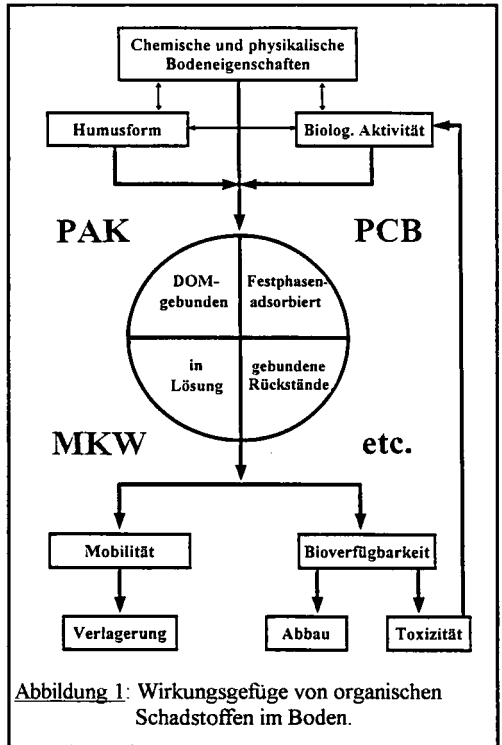 Chemische und physikalische
Bodeneigenschaften
Humusform
Biolog. Aktivität
PAK
PCB
DOM-
gebunden
Festphasen-
adsorbiert
in
Lösung
gebundene
Rückstände
MKW
etc.
Mobilität
Bioverfügbarkeit
Verlagerung
Abbau
Toxizität
Abbildung 1: Wirkungsgefüge von organischen
Schadstoffen im Boden.